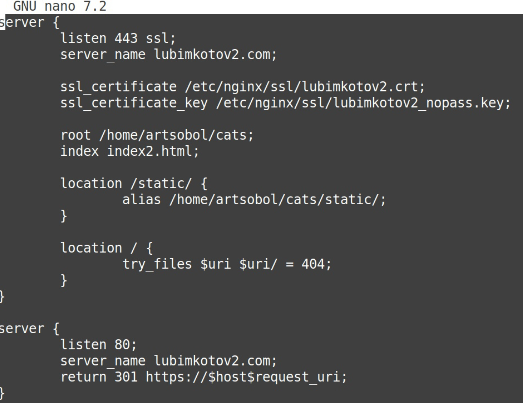 GNU nano 7.2
server {
listen 443 ssl;
server_name lubimkotov2.com;
ssl_certificate /etc/nginx/ssl/lubimkotov2.crt;
ssl_certificate_key /etc/nginx/ssl/lubimkotov2_nopass.key;
root /home/artsobol/cats;
index index2.html;
location /static/ {
alias /home/artsobol/cats/static/;
}
location / {
try_files $uri $uri/ = 404;
}
}
server {
listen 80;
server_name lubimkotov2.com;
return 301 https://$host$request_uri;
}